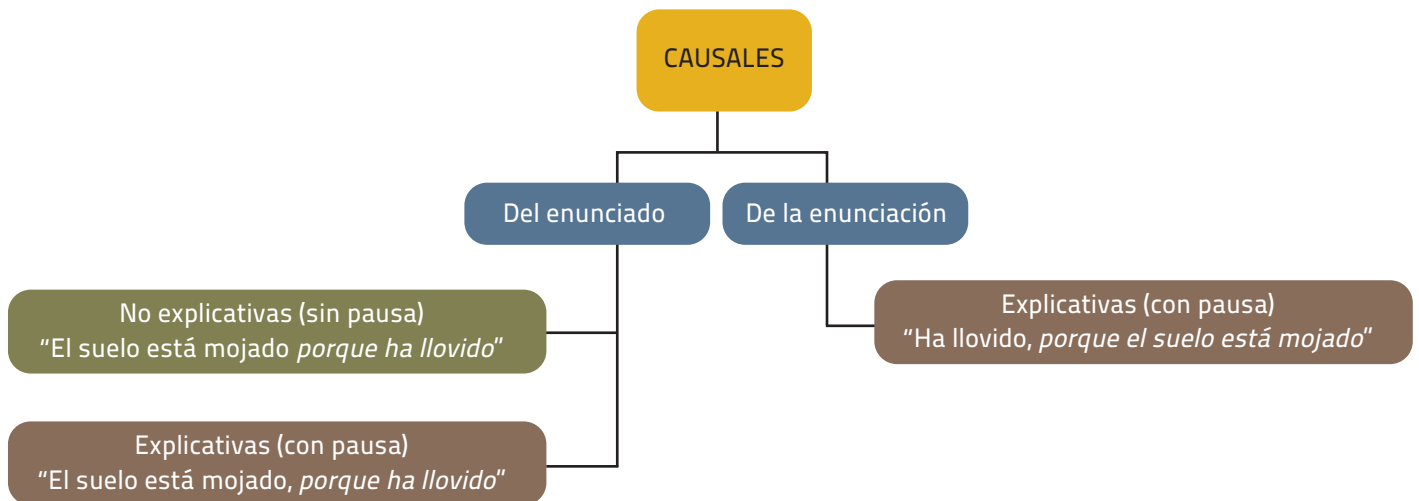 CAUSALES
Del enunciado
De la enunciación
No explicativas (sin pausa)
“El suelo está mojado porque ha llovido”
Explicativas (con pausa)
“El suelo está mojado, porque ha llovido”
Explicativas (con pausa)
“Ha llovido, porque el suelo está mojado”